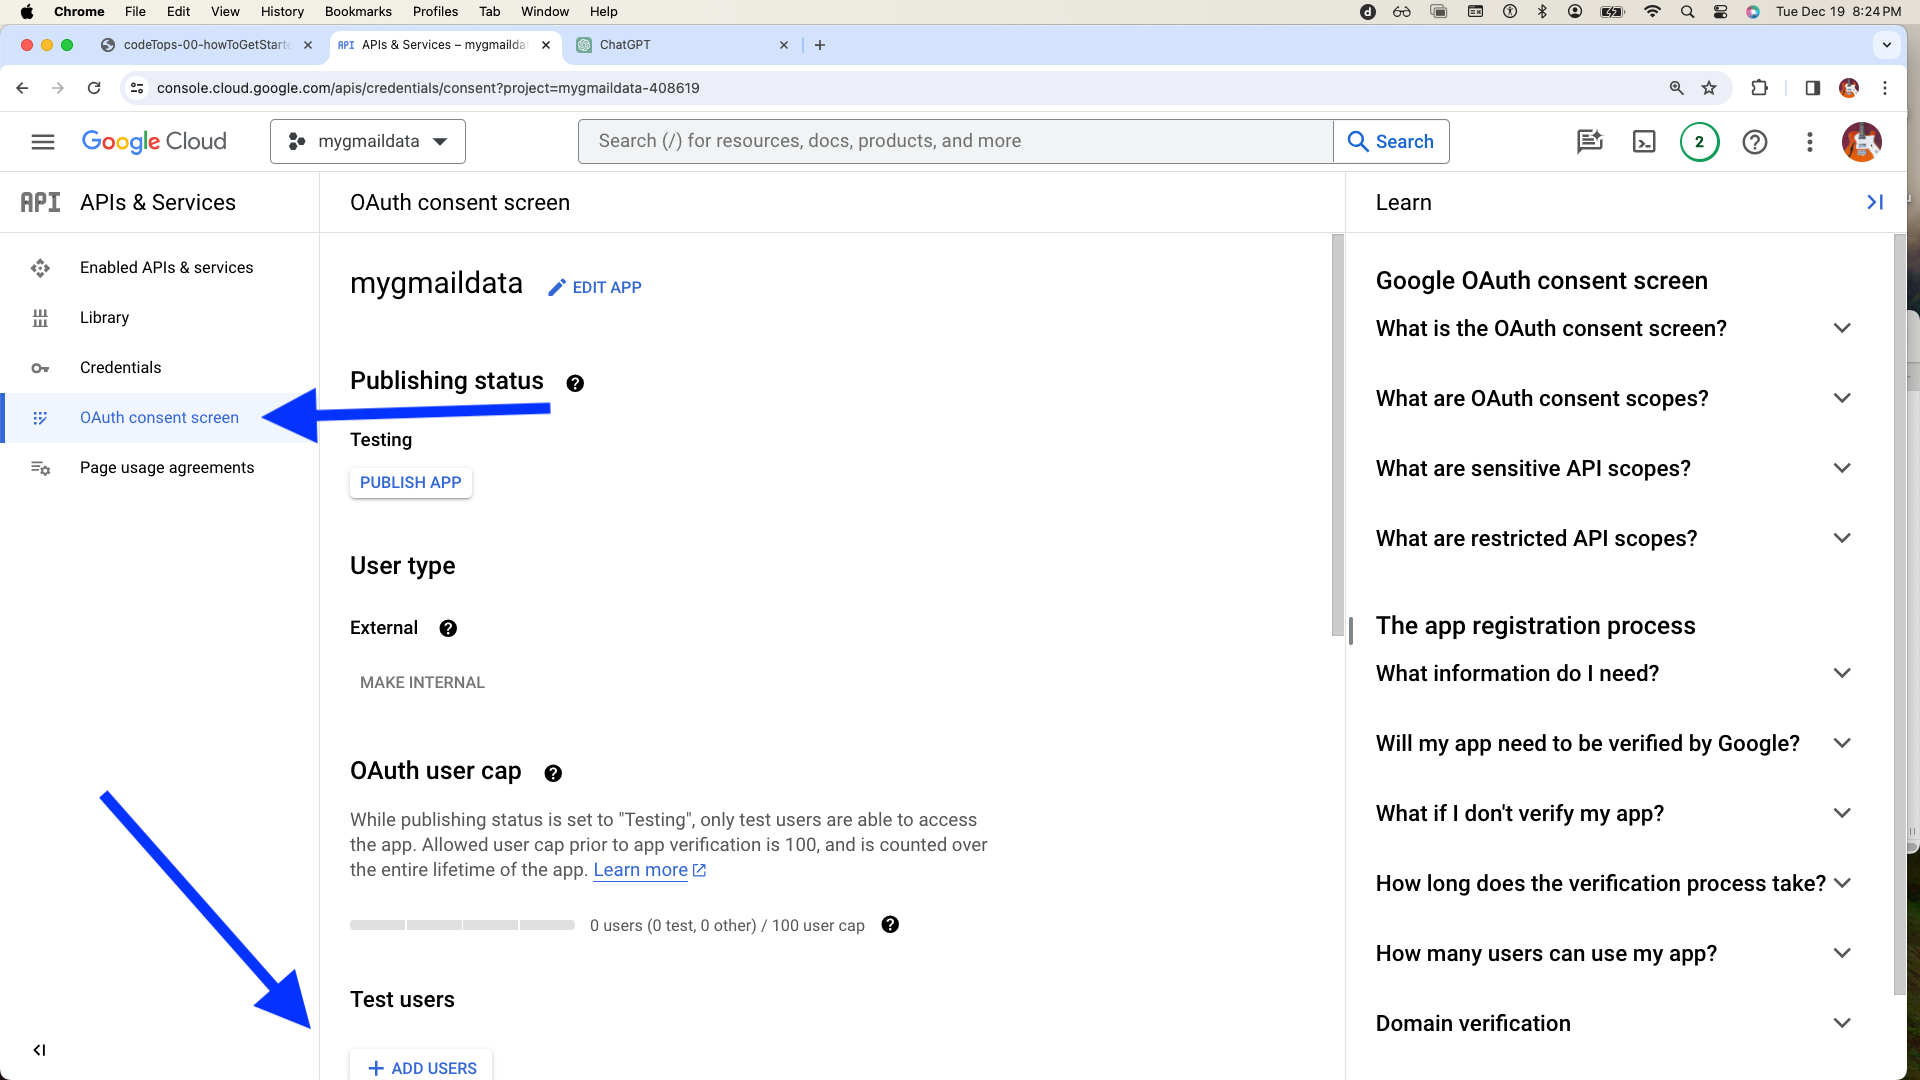 Chrome File Edit View History Bookmarks Profiles Tab Window Help
Tue Dec 19 8:24 PM
codeTops-00-howToGetStarte
API APIs & Services – mygmaildat
ChatGPT
console.cloud.google.com/apis/credentials/consent?project=mygmaildata-408619
Google Cloud
mygmaildata
Search (/) for resources, docs, products, and more
Search
2
API APIs & Services
Enabled APIs & services
Library
Credentials
OAuth consent screen
Page usage agreements
OAuth consent screen
mygmaildata
EDIT APP
Publishing status
Testing
PUBLISH APP
User type
External
MAKE INTERNAL
OAuth user cap
While publishing status is set to "Testing", only test users are able to access
the app. Allowed user cap prior to app verification is 100, and is counted over
the entire lifetime of the app. Learn more
0 users (0 test, 0 other) / 100 user cap
Test users
+ ADD USERS
Learn
Google OAuth consent screen
What is the OAuth consent screen?
What are OAuth consent scopes?
What are sensitive API scopes?
What are restricted API scopes?
The app registration process
What information do I need?
Will my app need to be verified by Google?
What if I don't verify my app?
How long does the verification process take?
How many users can use my app?
Domain verification